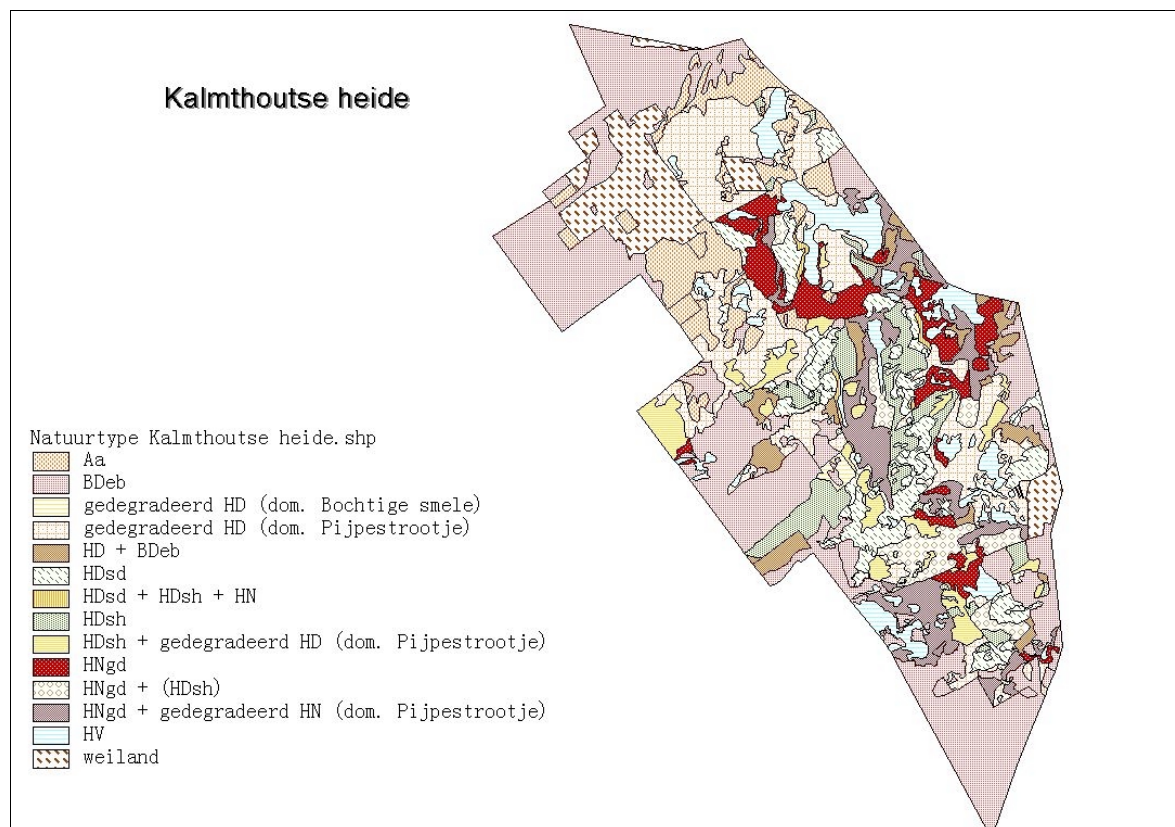 Kalmthoutse heide
Natuurtype Kalmthoutse heide.shp
Aa
BDeb
gedegradeerd HD (dom. Bochtige smele)
gedegradeerd HD (dom. Pijpestrootje)
HD + BDeb
HDsd
HDsd + HDsh + HN
HDsh
HDsh + gedegradeerd HD (dom. Pijpestrootje)
HNgd
HNgd + (HDsh)
HNgd + gedegradeerd HN (dom. Pijpestrootje)
HV
weiland